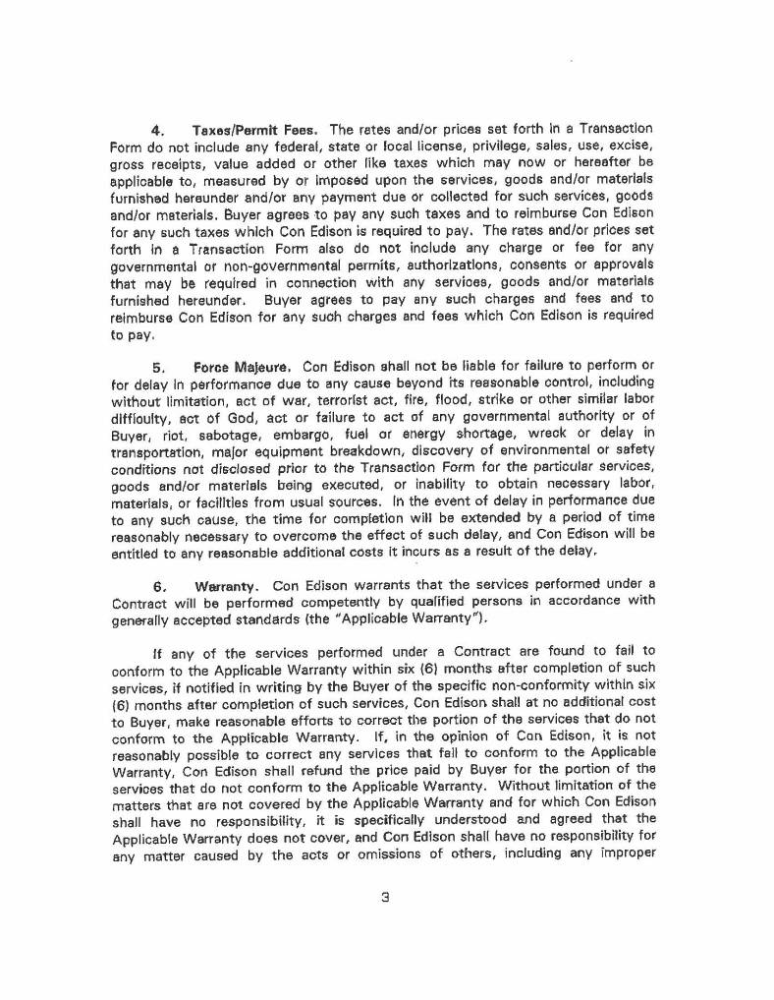 4. Taxes/Permit Fees. The rates and/or prices set forth in a Transaction
Form do not include any federal, state or local license, privilege, sales, use, excise,
gross receipts, value added or other like taxes which may now or hereafter be
applicable to, measured by or imposed upon the services, goods and/or materials
furnished hereunder and/or any payment due or collected for such services, goods
and/or materials. Buyer agrees to pay any such taxes and to reimburse Con Edison
for any such taxes which Con Edison is required to pay. The rates and/or prices set
forth in a Transaction Form also do not include any charge or fee for any
governmental or non-governmental permits, authorizations, consents or approvals
that may be required in connection with any services, goods and/or materials
furnished hereunder. Buyer agrees to pay any such charges and fees and to
reimburse Con Edison for any such charges and fees which Con Edison is required
to pay.
5. Force Majeure. Con Edison shall not be liable for failure to perform or
for delay in performance due to any cause beyond its reasonable control, including
without limitation, act of war, terrorist act, fire, flood, strike or other similar labor
difficulty, act of God, act or failure to act of any governmental authority or of
Buyer, riot, sabotage, embargo, fuel or energy shortage, wreck or delay in
transportation, major equipment breakdown, discovery of environmental or safety
conditions not disclosed prior to the Transaction Form for the particular services,
goods and/or materials being executed, or inability to obtain necessary labor,
materials, or facilities from usual sources. In the event of delay in performance due
to any such cause, the time for completion will be extended by a period of time
reasonably necessary to overcome the effect of such delay, and Con Edison will be
entitled to any reasonable additional costs it incurs as a result of the delay.
6. Warranty. Con Edison warrants that the services performed under a
Contract will be performed competently by qualified persons in accordance with
generally accepted standards (the "Applicable Warranty").
If any of the services performed under a Contract are found to fail to
conform to the Applicable Warranty within six (6) months after completion of such
services, if notified in writing by the Buyer of the specific non-conformity within six
(6) months after completion of such services, Con Edison shall at no additional cost
to Buyer, make reasonable efforts to correct the portion of the services that do not
conform to the Applicable Warranty. If, in the opinion of Con Edison, it is not
reasonably possible to correct any services that fail to conform to the Applicable
Warranty, Con Edison shall refund the price paid by Buyer for the portion of the
services that do not conform to the Applicable Warranty. Without limitation of the
matters that are not covered by the Applicable Warranty and for which Con Edison
shall have no responsibility, it is specifically understood and agreed that the
Applicable Warranty does not cover, and Con Edison shall have no responsibility for
any matter caused by the acts or omissions of others, including any improper
3